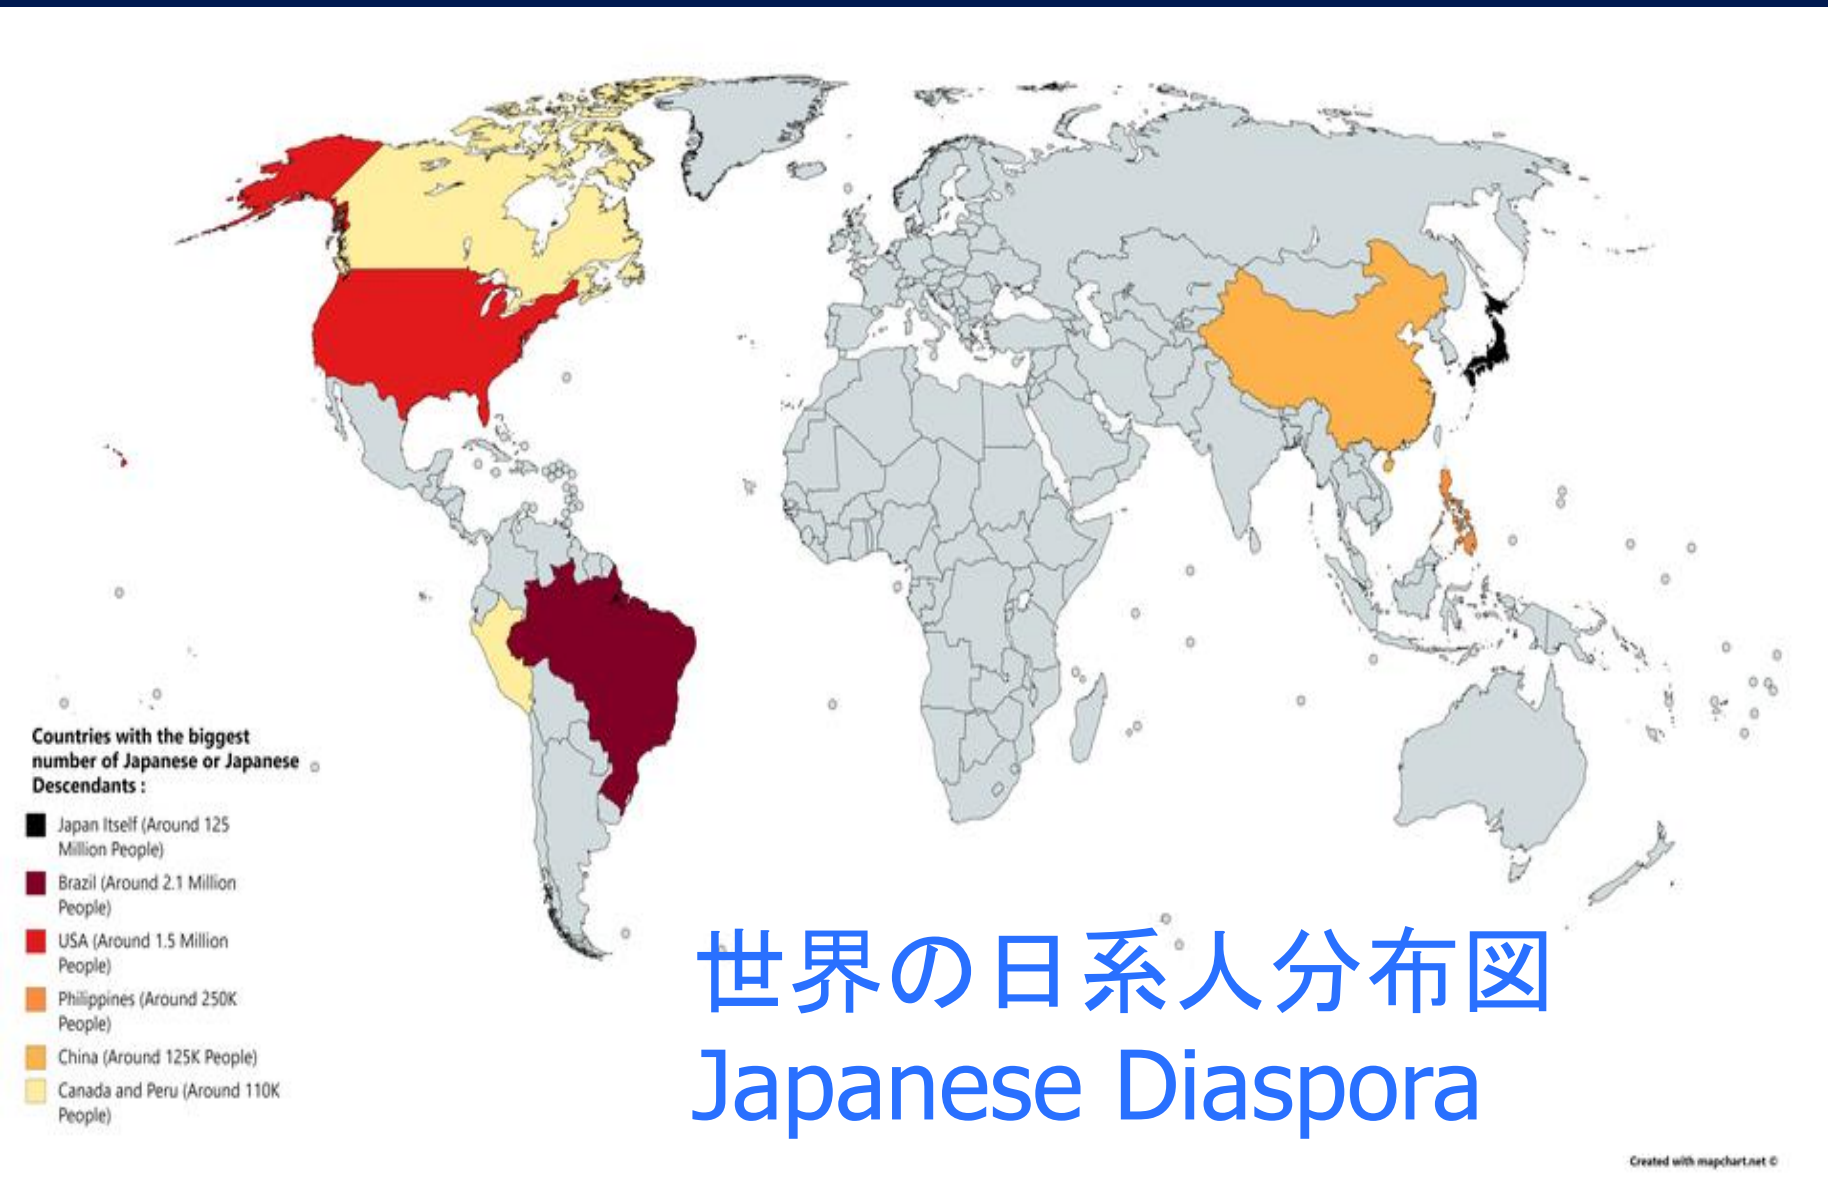 Countries with the biggest
number of Japanese or Japanese
Descendants :
Japan Itself (Around 125
Million People)
Brazil (Around 2.1 Million
People)
USA (Around 1.5 Million
People)
Philippines (Around 250K
People)
China (Around 125K People)
Canada and Peru (Around 110K
People)
世界の日系人分布図
Japanese Diaspora
Created with mapchart.net ©